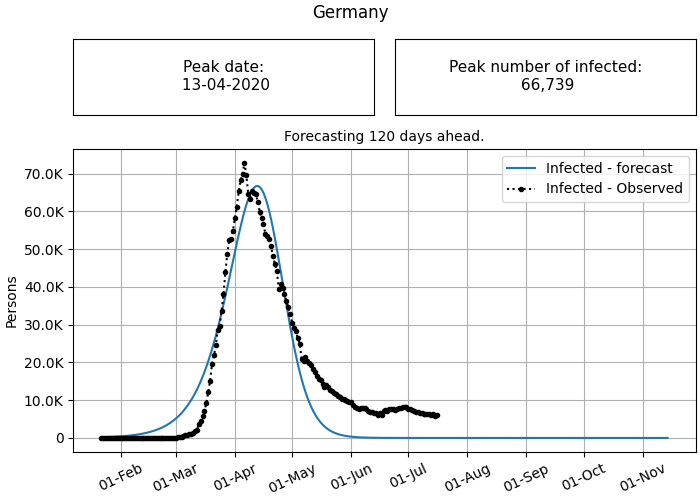 Germany
Peak date:
13-04-2020
Peak number of infected:
66,739
Forecasting 120 days ahead.
Infected - forecast
Infected - Observed
70.0K
60.0K
50.0K
40.0K
30.0K
20.0K
10.0K
0
Persons
01-Feb
01-Mar
01-Apr
01-May
01-Jun
01-Jul
01-Aug
01-Sep
01-Oct
01-Nov